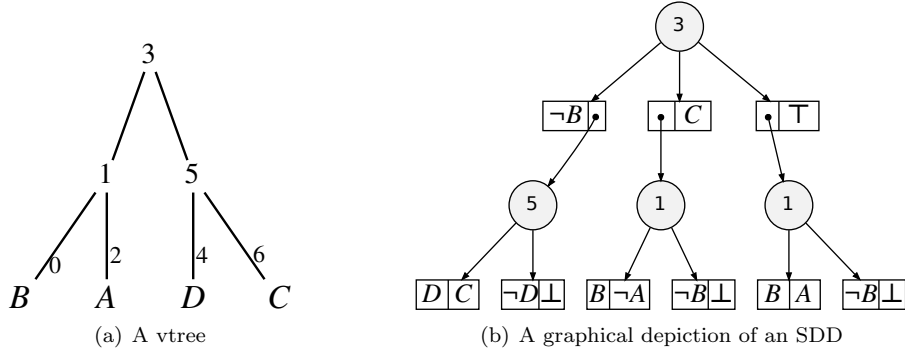 3
3
¬B
C
⊤
1
5
5
1
1
0
2
4
6
B
A
D
C
D C
¬D ⊥
B ¬A
¬B ⊥
B A
¬B ⊥
(a) A vtree
(b) A graphical depiction of an SDD